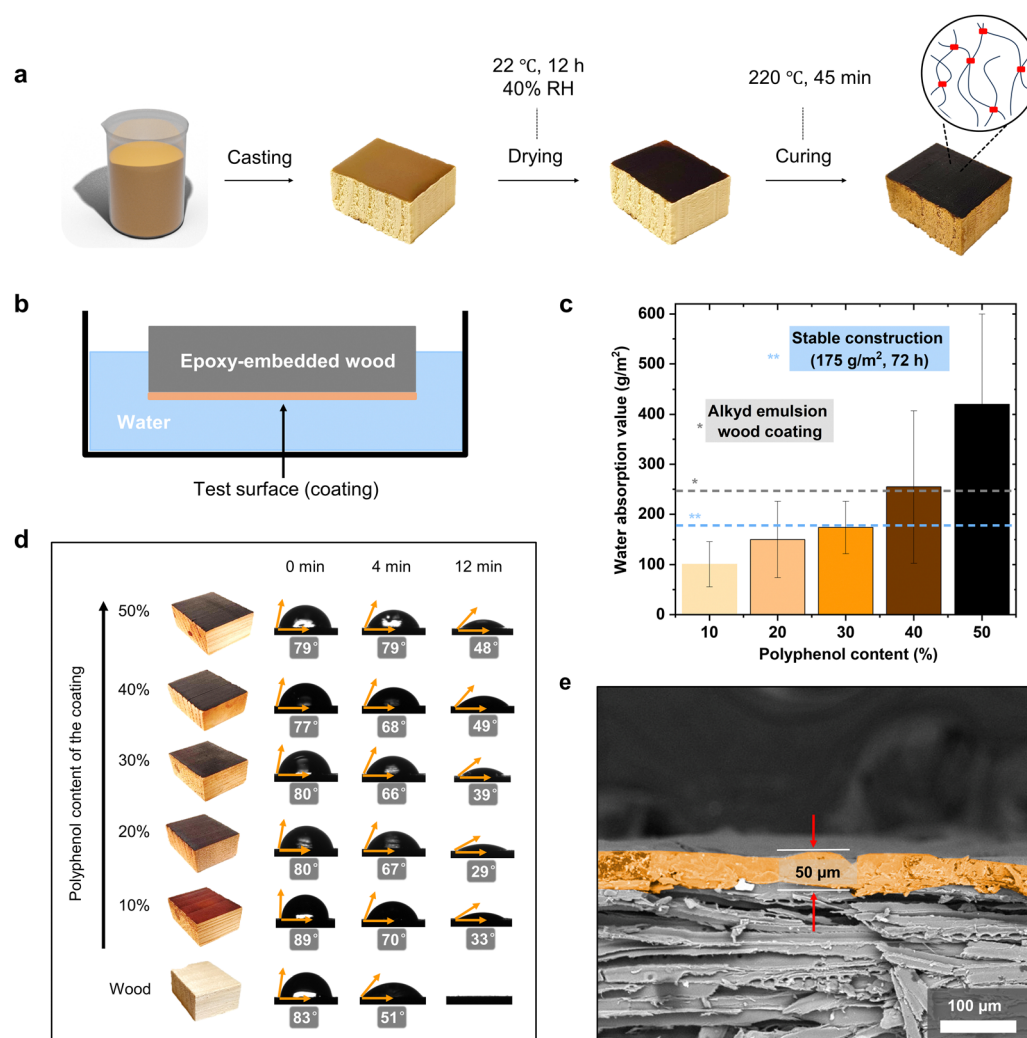 a
22 ℃, 12 h
40% RH
220 ℃, 45 min
Casting
Drying
Curing
b
Epoxy-embedded wood
Water
Test surface (coating)
c
Water absorption value (g/m²)
600
500
400
300
200
100
0
** Stable construction
(175 g/m², 72 h)
* Alkyd emulsion
wood coating
*
**
10 20 30 40 50
Polyphenol content (%)
d
Polyphenol content of the coating
0 min 4 min 12 min
50%
79° 79° 48°
40%
77° 68° 49°
30%
80° 66° 39°
20%
80° 67° 29°
10%
89° 70° 33°
Wood
83° 51°
e
50 µm
100 µm